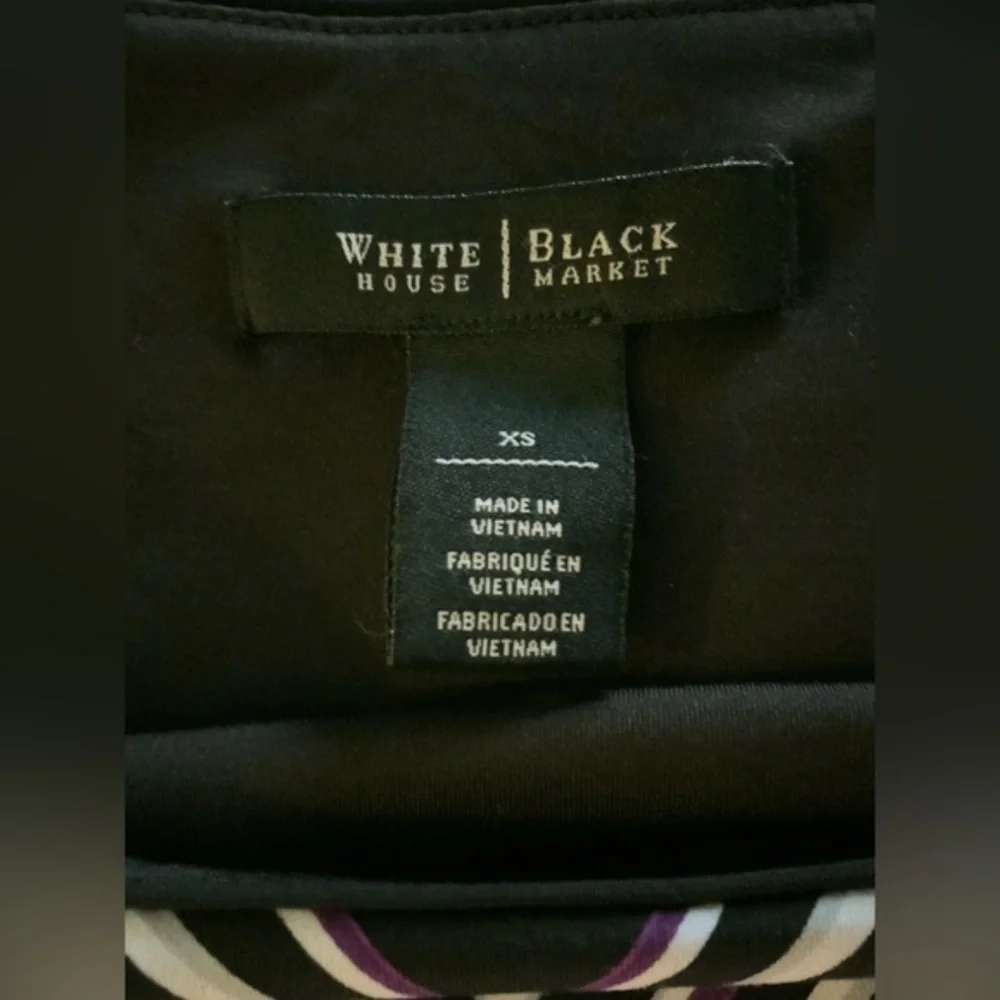 WHITE | BLACK
HOUSE | MARKET
XS
MADE IN
VIETNAM
FABRIQUÉ EN
VIETNAM
FABRICADO EN
VIETNAM